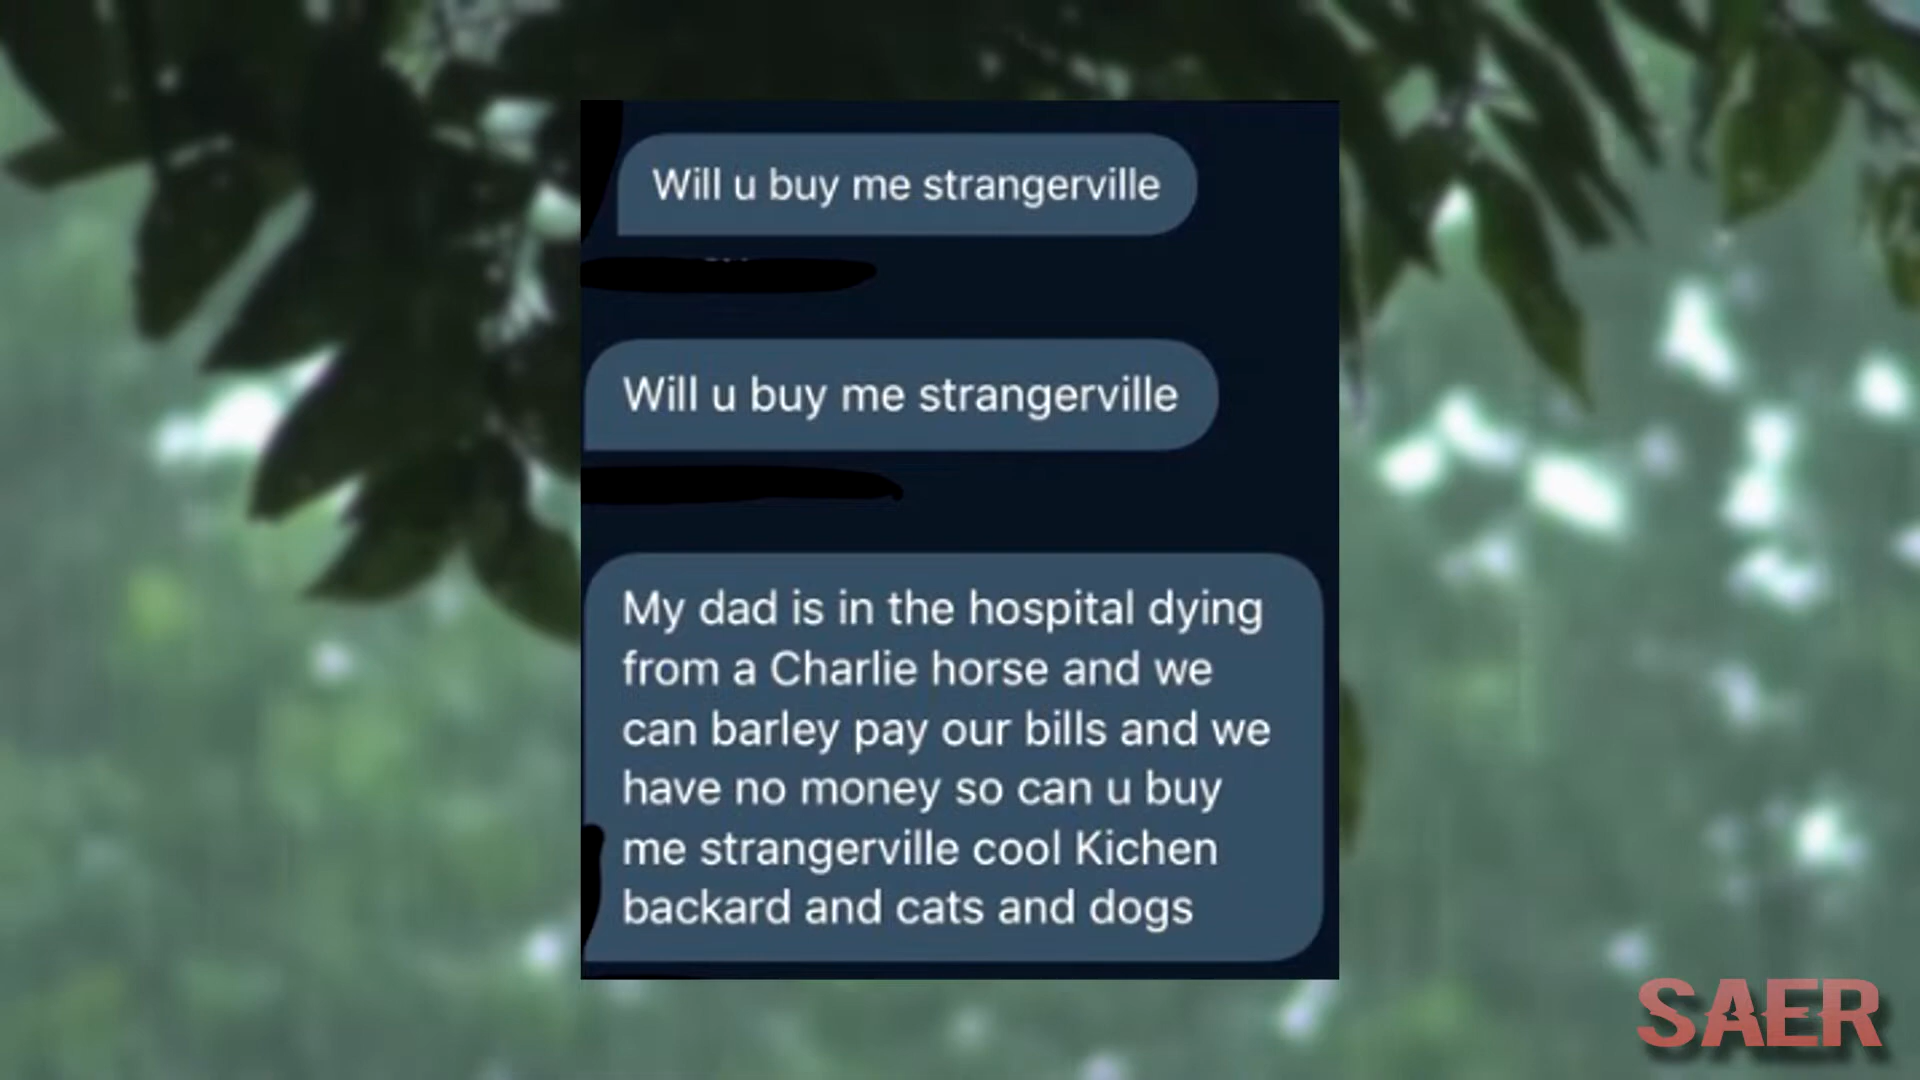 Will u buy me strangerville
Will u buy me strangerville
My dad is in the hospital dying
from a Charlie horse and we
can barley pay our bills and we
have no money so can u buy
me strangerville cool Kichen
backard and cats and dogs
SAER